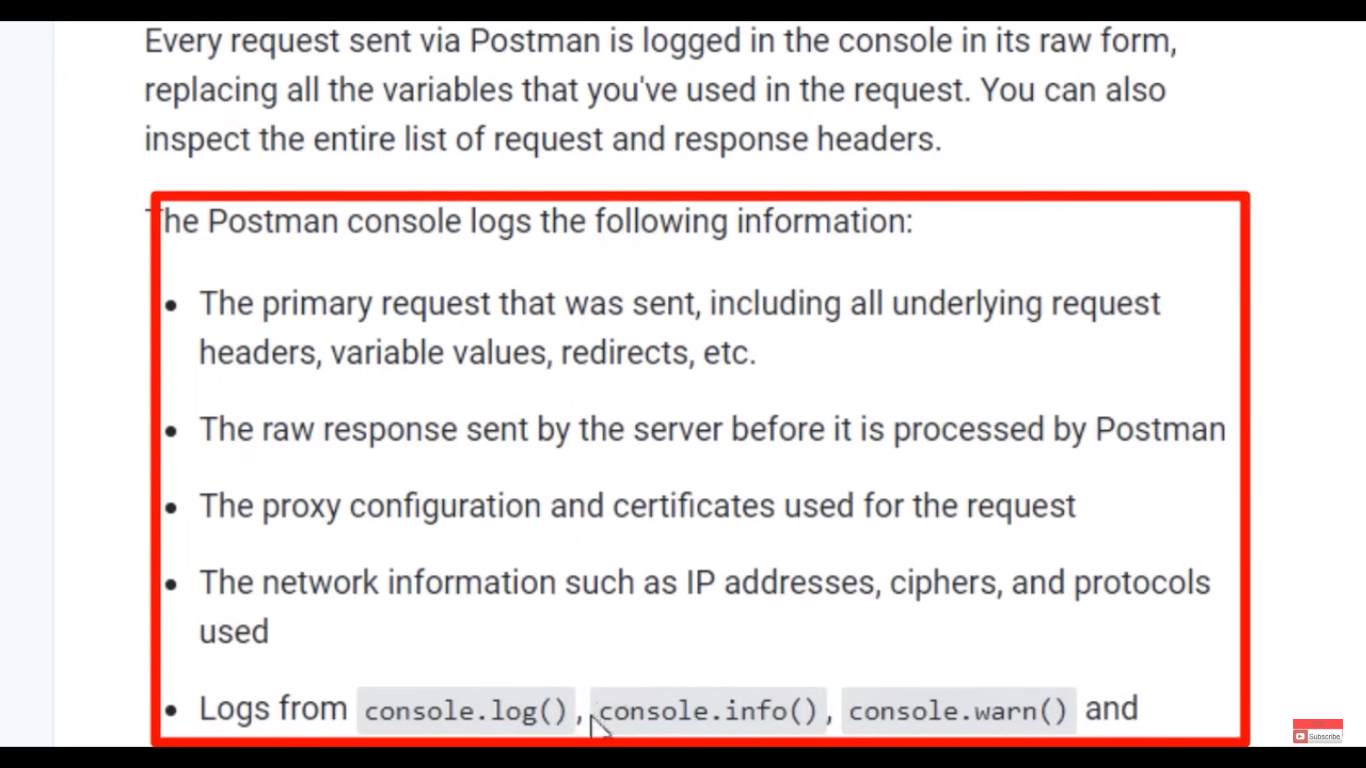 Every request sent via Postman is logged in the console in its raw form,
replacing all the variables that you've used in the request. You can also
inspect the entire list of request and response headers.
The Postman console logs the following information:
• The primary request that was sent, including all underlying request
headers, variable values, redirects, etc.
• The raw response sent by the server before it is processed by Postman
• The proxy configuration and certificates used for the request
• The network information such as IP addresses, ciphers, and protocols
used
• Logs from console.log(), console.info(), console.warn() and
Subscribe